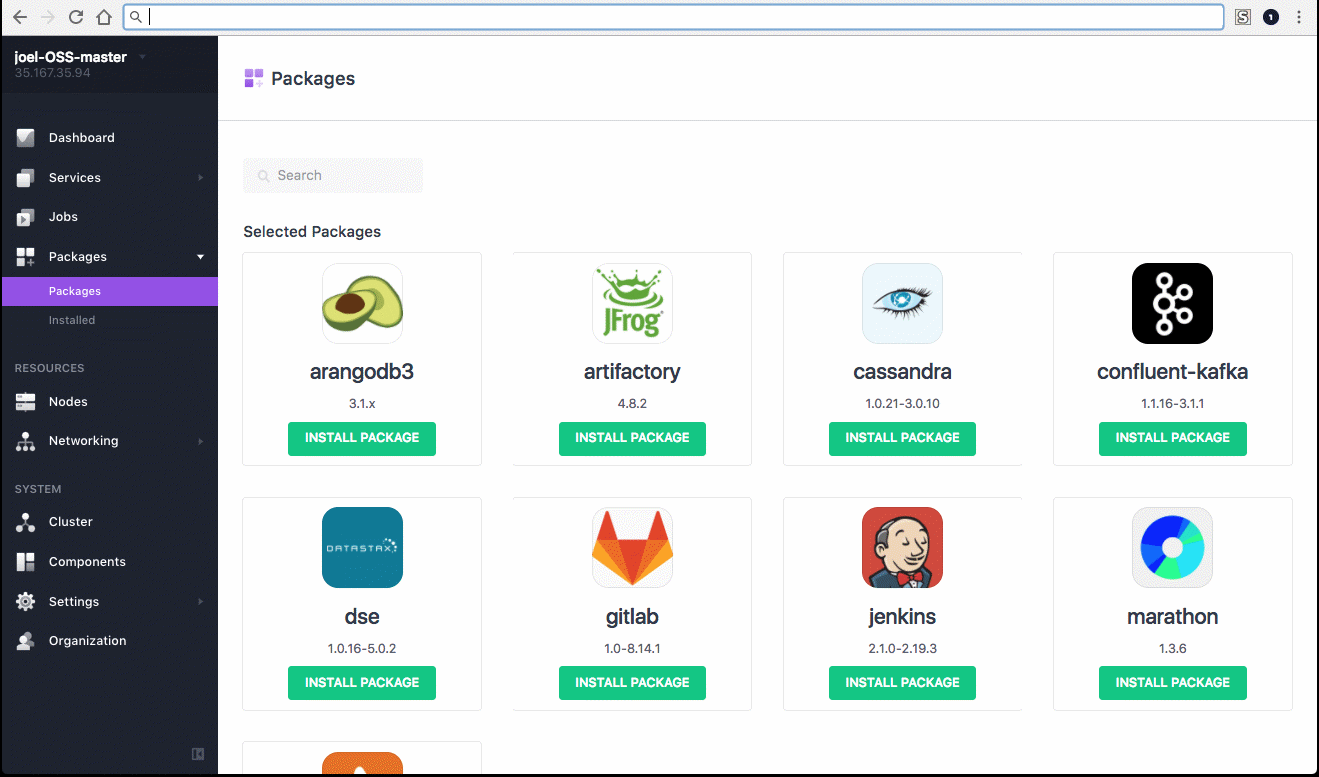 joel-OSS-master
35.167.35.94
Dashboard
Services
Jobs
Packages
Packages
Installed
RESOURCES
Nodes
Networking
SYSTEM
Cluster
Components
Settings
Organization
S
1
Packages
Search
Selected Packages
JFrog
arangodb3
artifactory
cassandra
confluent-kafka
3.1.x
4.8.2
1.0.21-3.0.10
1.1.16-3.1.1
INSTALL PACKAGE
INSTALL PACKAGE
INSTALL PACKAGE
INSTALL PACKAGE
DATASTAX
dse
gitlab
jenkins
marathon
1.0.16-5.0.2
1.0-8.14.1
2.1.0-2.19.3
1.3.6
INSTALL PACKAGE
INSTALL PACKAGE
INSTALL PACKAGE
INSTALL PACKAGE